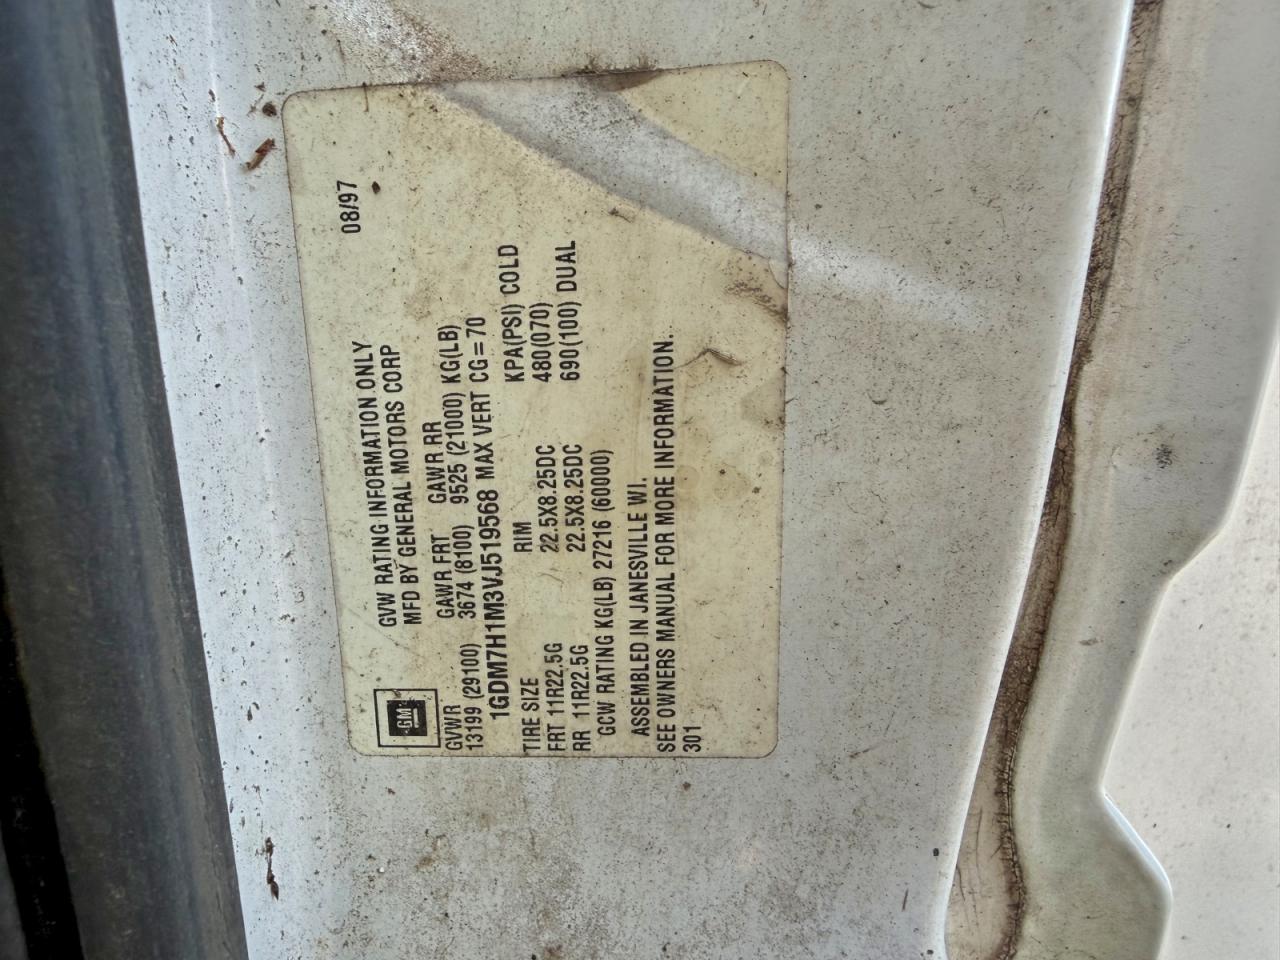 08/97
GVW RATING INFORMATION ONLY
MFD BY GENERAL MOTORS CORP
GM
GVWR GAWR FRT GAWR RR
13199 (29100) 3674 (8100) 9525 (21000) KG(LB)
1GDM7H1M3VJ519568 MAX VERT CG=70
TIRE SIZE RIM KPA(PSI) COLD
FRT 11R22.5G 22.5X8.25DC 480(070)
RR 11R22.5G 22.5X8.25DC 690(100) DUAL
GCW RATING KG(LB) 27216 (60000)
ASSEMBLED IN JANESVILLE WI.
SEE OWNERS MANUAL FOR MORE INFORMATION.
301